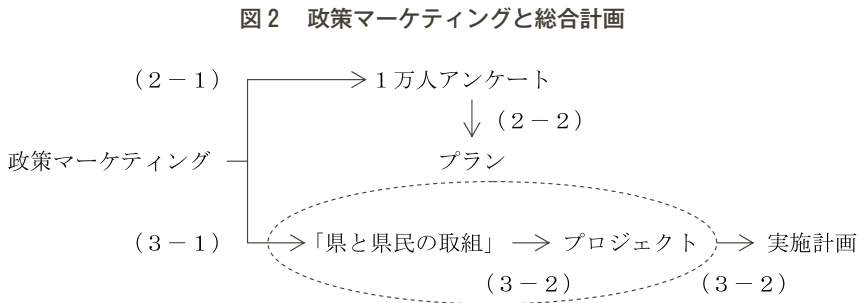 図２　政策マーケティングと総合計画
（２－１）
１万人アンケート
（２－２）
政策マーケティング
プラン
（３－１）
「県と県民の取組」
プロジェクト
実施計画
（３－２）
（３－２）